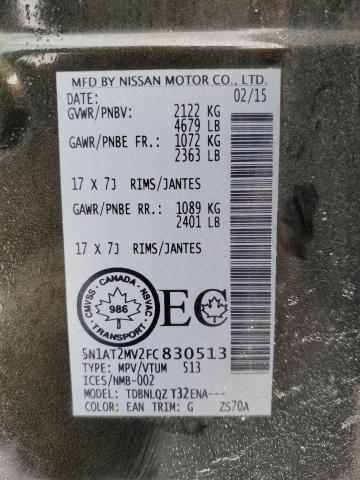 MFD BY NISSAN MOTOR CO., LTD.
DATE: 02/15
GVWR/PNBV: 2122 KG
4679 LB
GAWR/PNBE FR.: 1072 KG
2363 LB
17 X 7J RIMS/JANTES
GAWR/PNBE RR.: 1089 KG
2401 LB
17 X 7J RIMS/JANTES
CANADA
CMVSS NSVAC
986
TRANSPORT
EC
5N1AT2MV2FC830513
TYPE: MPV/VTUM 513
ICES/NMB-002
MODEL: TDBNLQZ T32ENA---
COLOR: EAN TRIM: G ZS70A